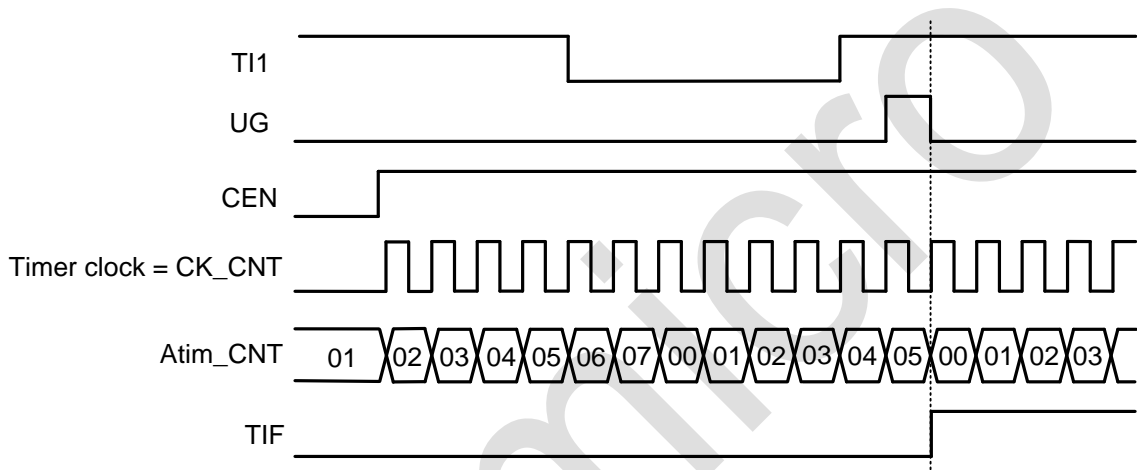 TI1
UG
CEN
Timer clock = CK_CNT
Atim_CNT 01 02 03 04 05 06 07 00 01 02 03 04 05 00 01 02 03
TIF
micro